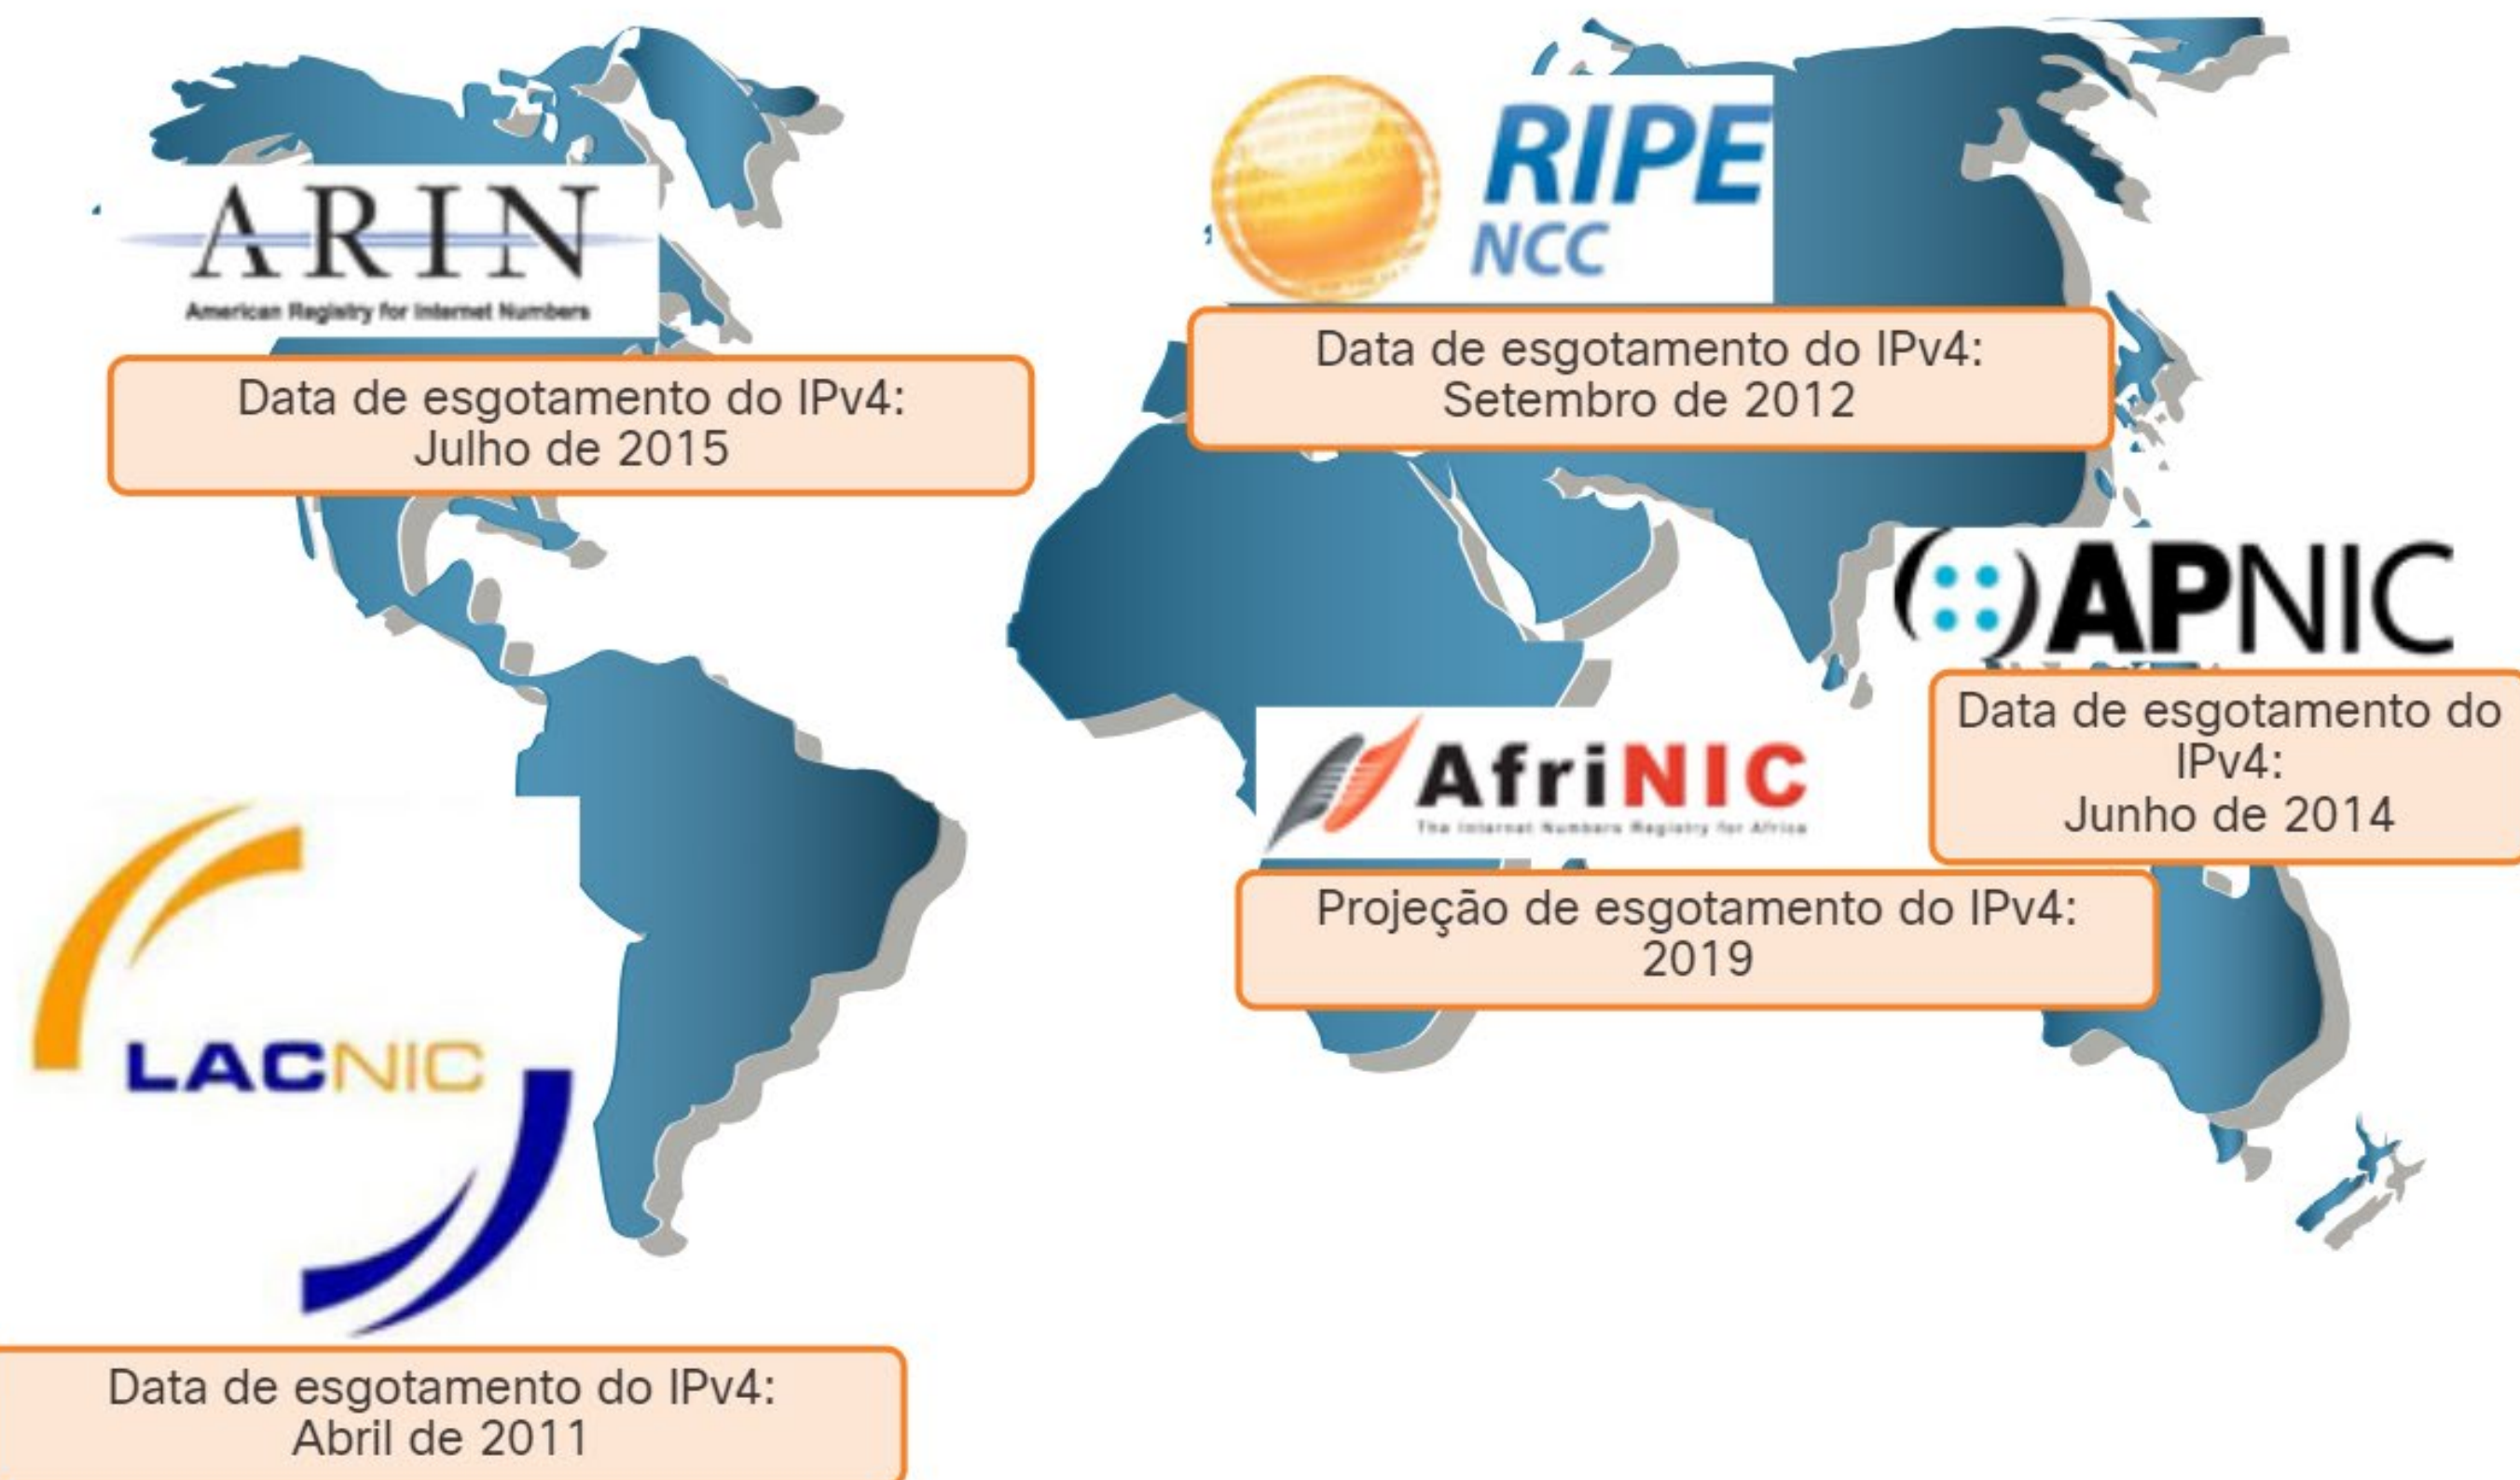 ARIN
American Registry for Internet Numbers
Data de esgotamento do IPv4:
Julho de 2015
RIPE
NCC
Data de esgotamento do IPv4:
Setembro de 2012
APNIC
Data de esgotamento do
IPv4:
Junho de 2014
AfriNIC
The Internet Numbers Registry for Africa
Projeção de esgotamento do IPv4:
2019
LACNIC
Data de esgotamento do IPv4:
Abril de 2011